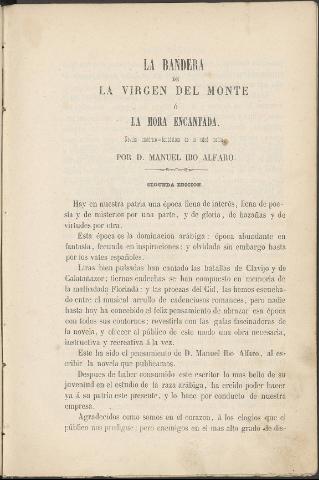 LA BANDERA
DE
LA VIRGEN DEL MONTE
Ó
LA MORA ENCANTADA.
POR D. MANUEL IBO ALFARO.
SEGUNDA EDICION.
Hay en nuestra patria una época llena de interés, llena de poe-
sía y de misterios por una parte, y de gloria, de hazañas y de
virtudes por otra.
Esta época es la dominacion arábiga: época abundante en
fantasía, fecunda en inspiraciones; y olvidada sin embargo hasta
hoy por los vates españoles.
Liras bien pulsadas han cantado las batallas de Clavijo y de
Calatañazor; tiernas endechas se han compuesto en memoria de
la malhadada Florinda; y las proezas del Cid, las hemos escucha-
do entre el musical arrullo de cadenciosos romances, pero nadie
hasta hoy ha concebido el feliz pensamiento de abrazar esa época
con todos sus contornos; revestirla con las galas fascinadoras de
la novela, y ofrecer al público de este modo una obra necesaria,
instructiva y recreativa á la vez.
Este ha sido el pensamiento de D. Manuel Ibo Alfaro, al es-
cribir la novela que publicamos.
Despues de haber consumido este escritor lo mas bello de su
juventud en el estudio de la raza arábiga, ha creido poder hacer
ya á su patria este presente, y lo hace por conducto de nuestra
empresa.
Agradecidos como somos en el corazon, á los elogios que el
público nos prodigue; pero enemigos en el mas alto grado de dis-